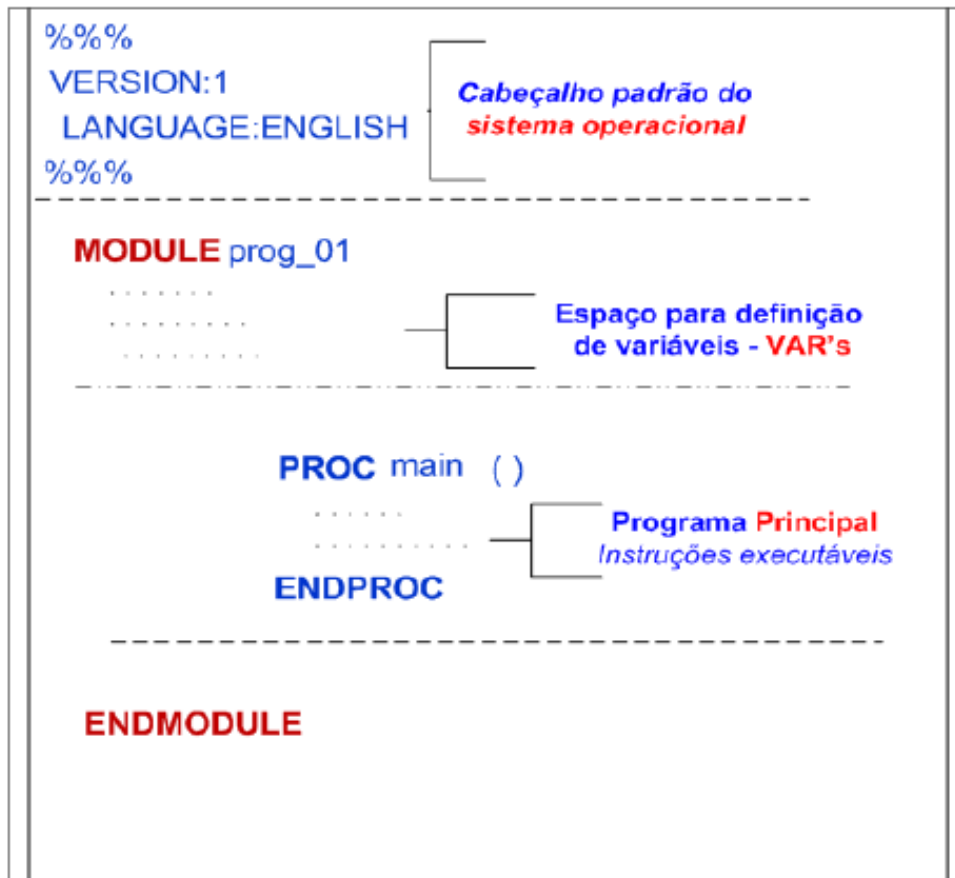 %%%
VERSION:1
LANGUAGE:ENGLISH
%%%
Cabeçalho padrão do
sistema operacional
MODULE prog_01
Espaço para definição
de variáveis - VAR's
PROC main ( )
Programa Principal
Instruções executáveis
ENDPROC
ENDMODULE